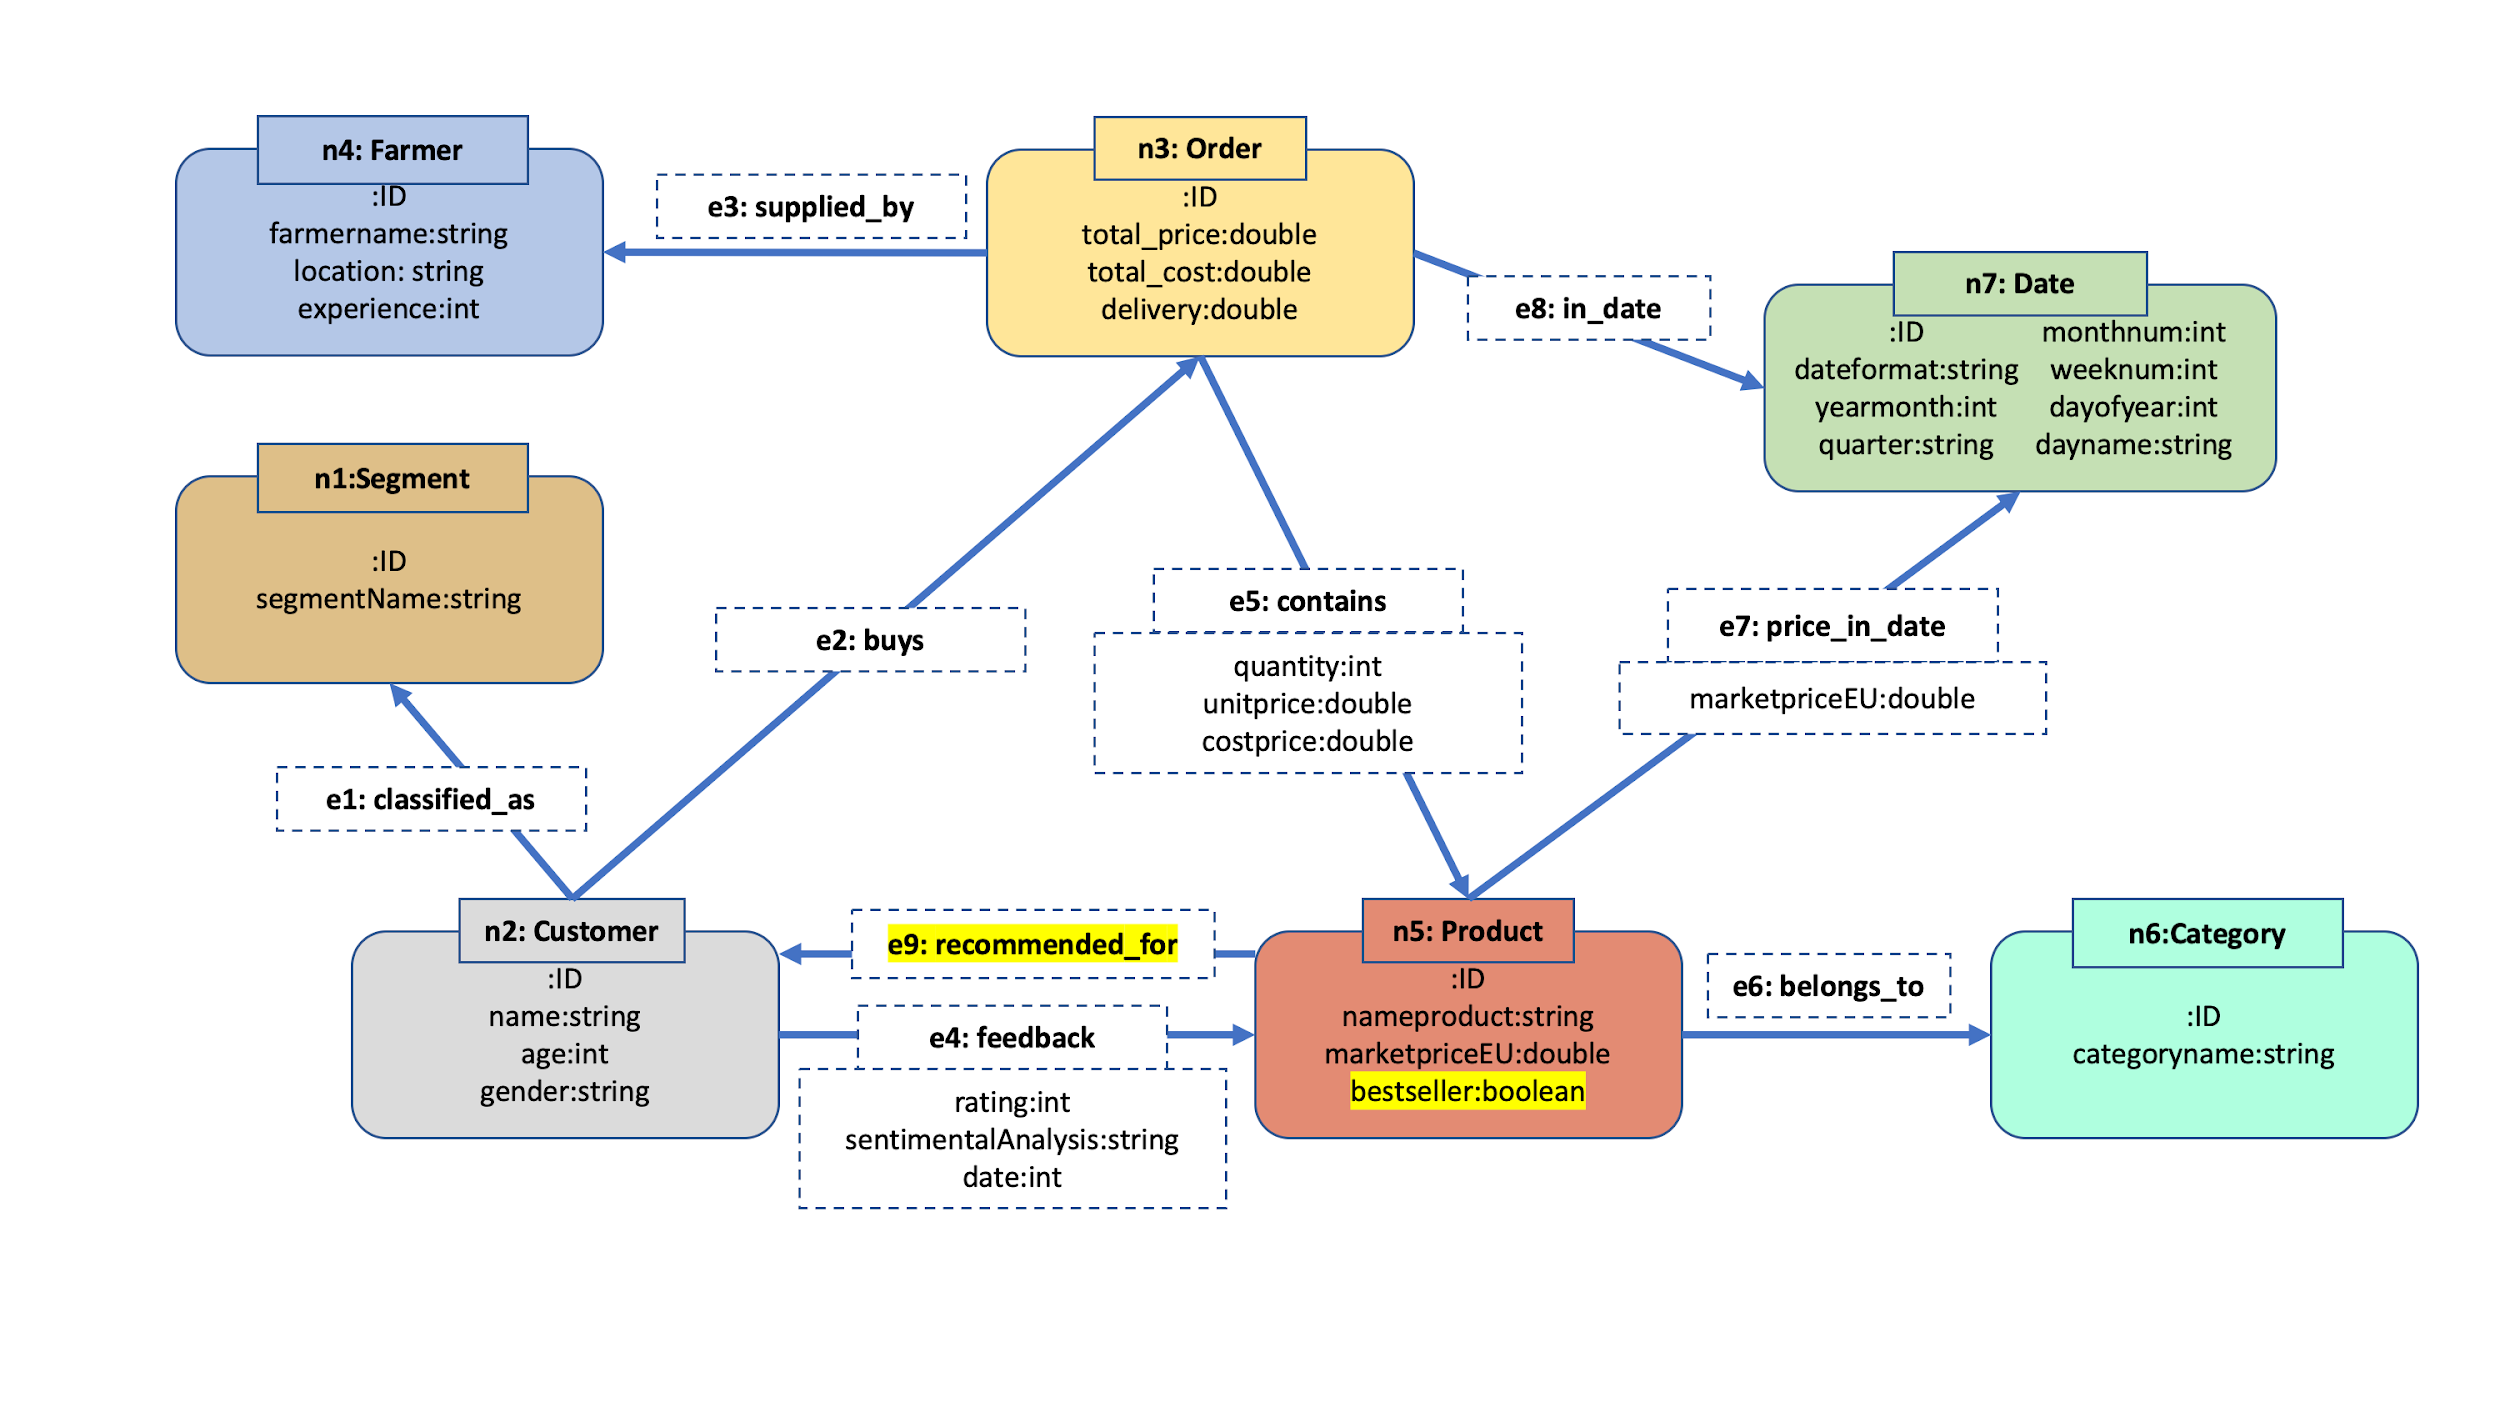 n4: Farmer
:ID
farmername:string
location: string
experience:int
e3: supplied_by
n3: Order
:ID
total_price:double
total_cost:double
delivery:double
e8: in_date
n7: Date
:ID
dateformat:string
yearmonth:int
quarter:string
monthnum:int
weeknum:int
dayofyear:int
dayname:string
n1:Segment
:ID
segmentName:string
e2: buys
e5: contains
quantity:int
unitprice:double
costprice:double
e7: price_in_date
marketpriceEU:double
e1: classified_as
n2: Customer
:ID
name:string
age:int
gender:string
e9: recommended_for
e4: feedback
rating:int
sentimentalAnalysis:string
date:int
n5: Product
:ID
nameproduct:string
marketpriceEU:double
bestseller:boolean
e6: belongs_to
n6:Category
:ID
categoryname:string